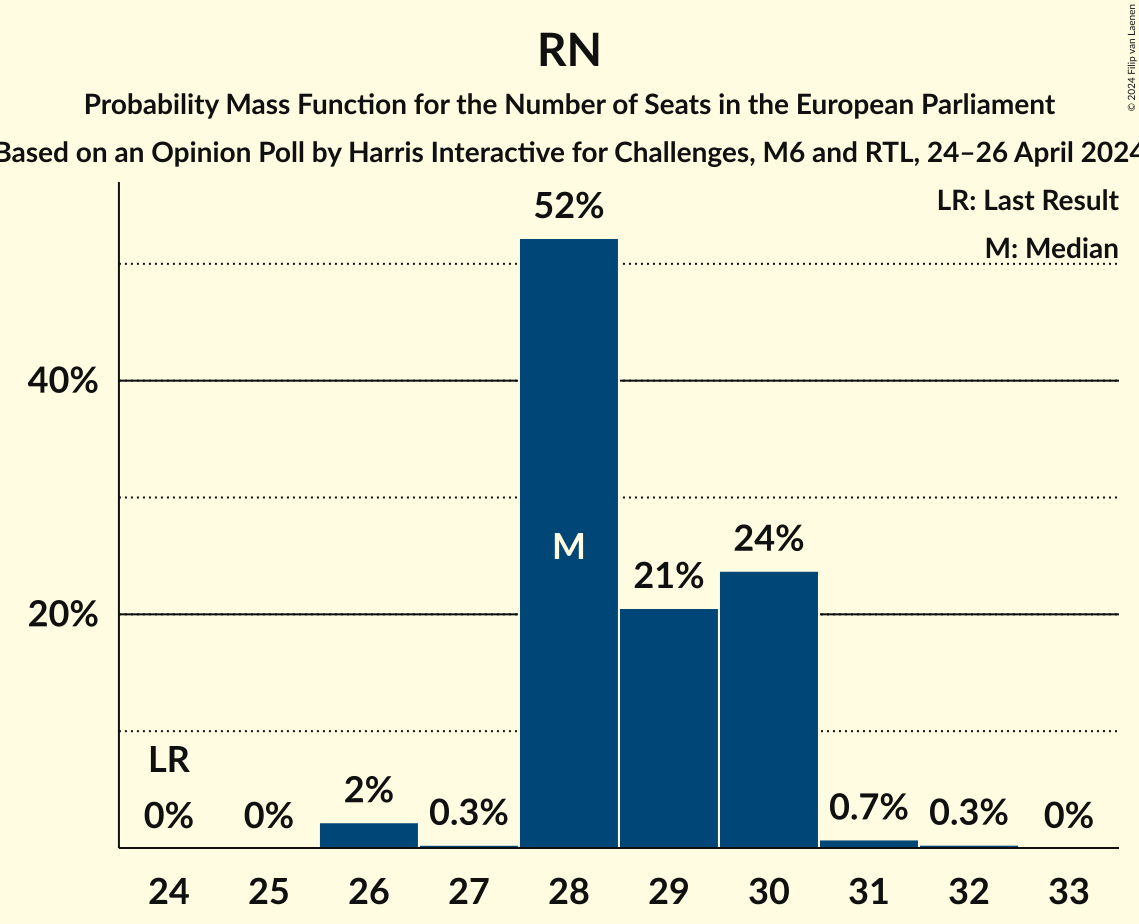 RN
Probability Mass Function for the Number of Seats in the European Parliament
Based on an Opinion Poll by Harris Interactive for Challenges, M6 and RTL, 24–26 April 2024
© 2024 Filip van Laenen
LR: Last Result
M: Median
52%
40%
M
24%
21%
20%
LR
0%
0%
2%
0.3%
0.7%
0.3%
0%
24 25 26 27 28 29 30 31 32 33